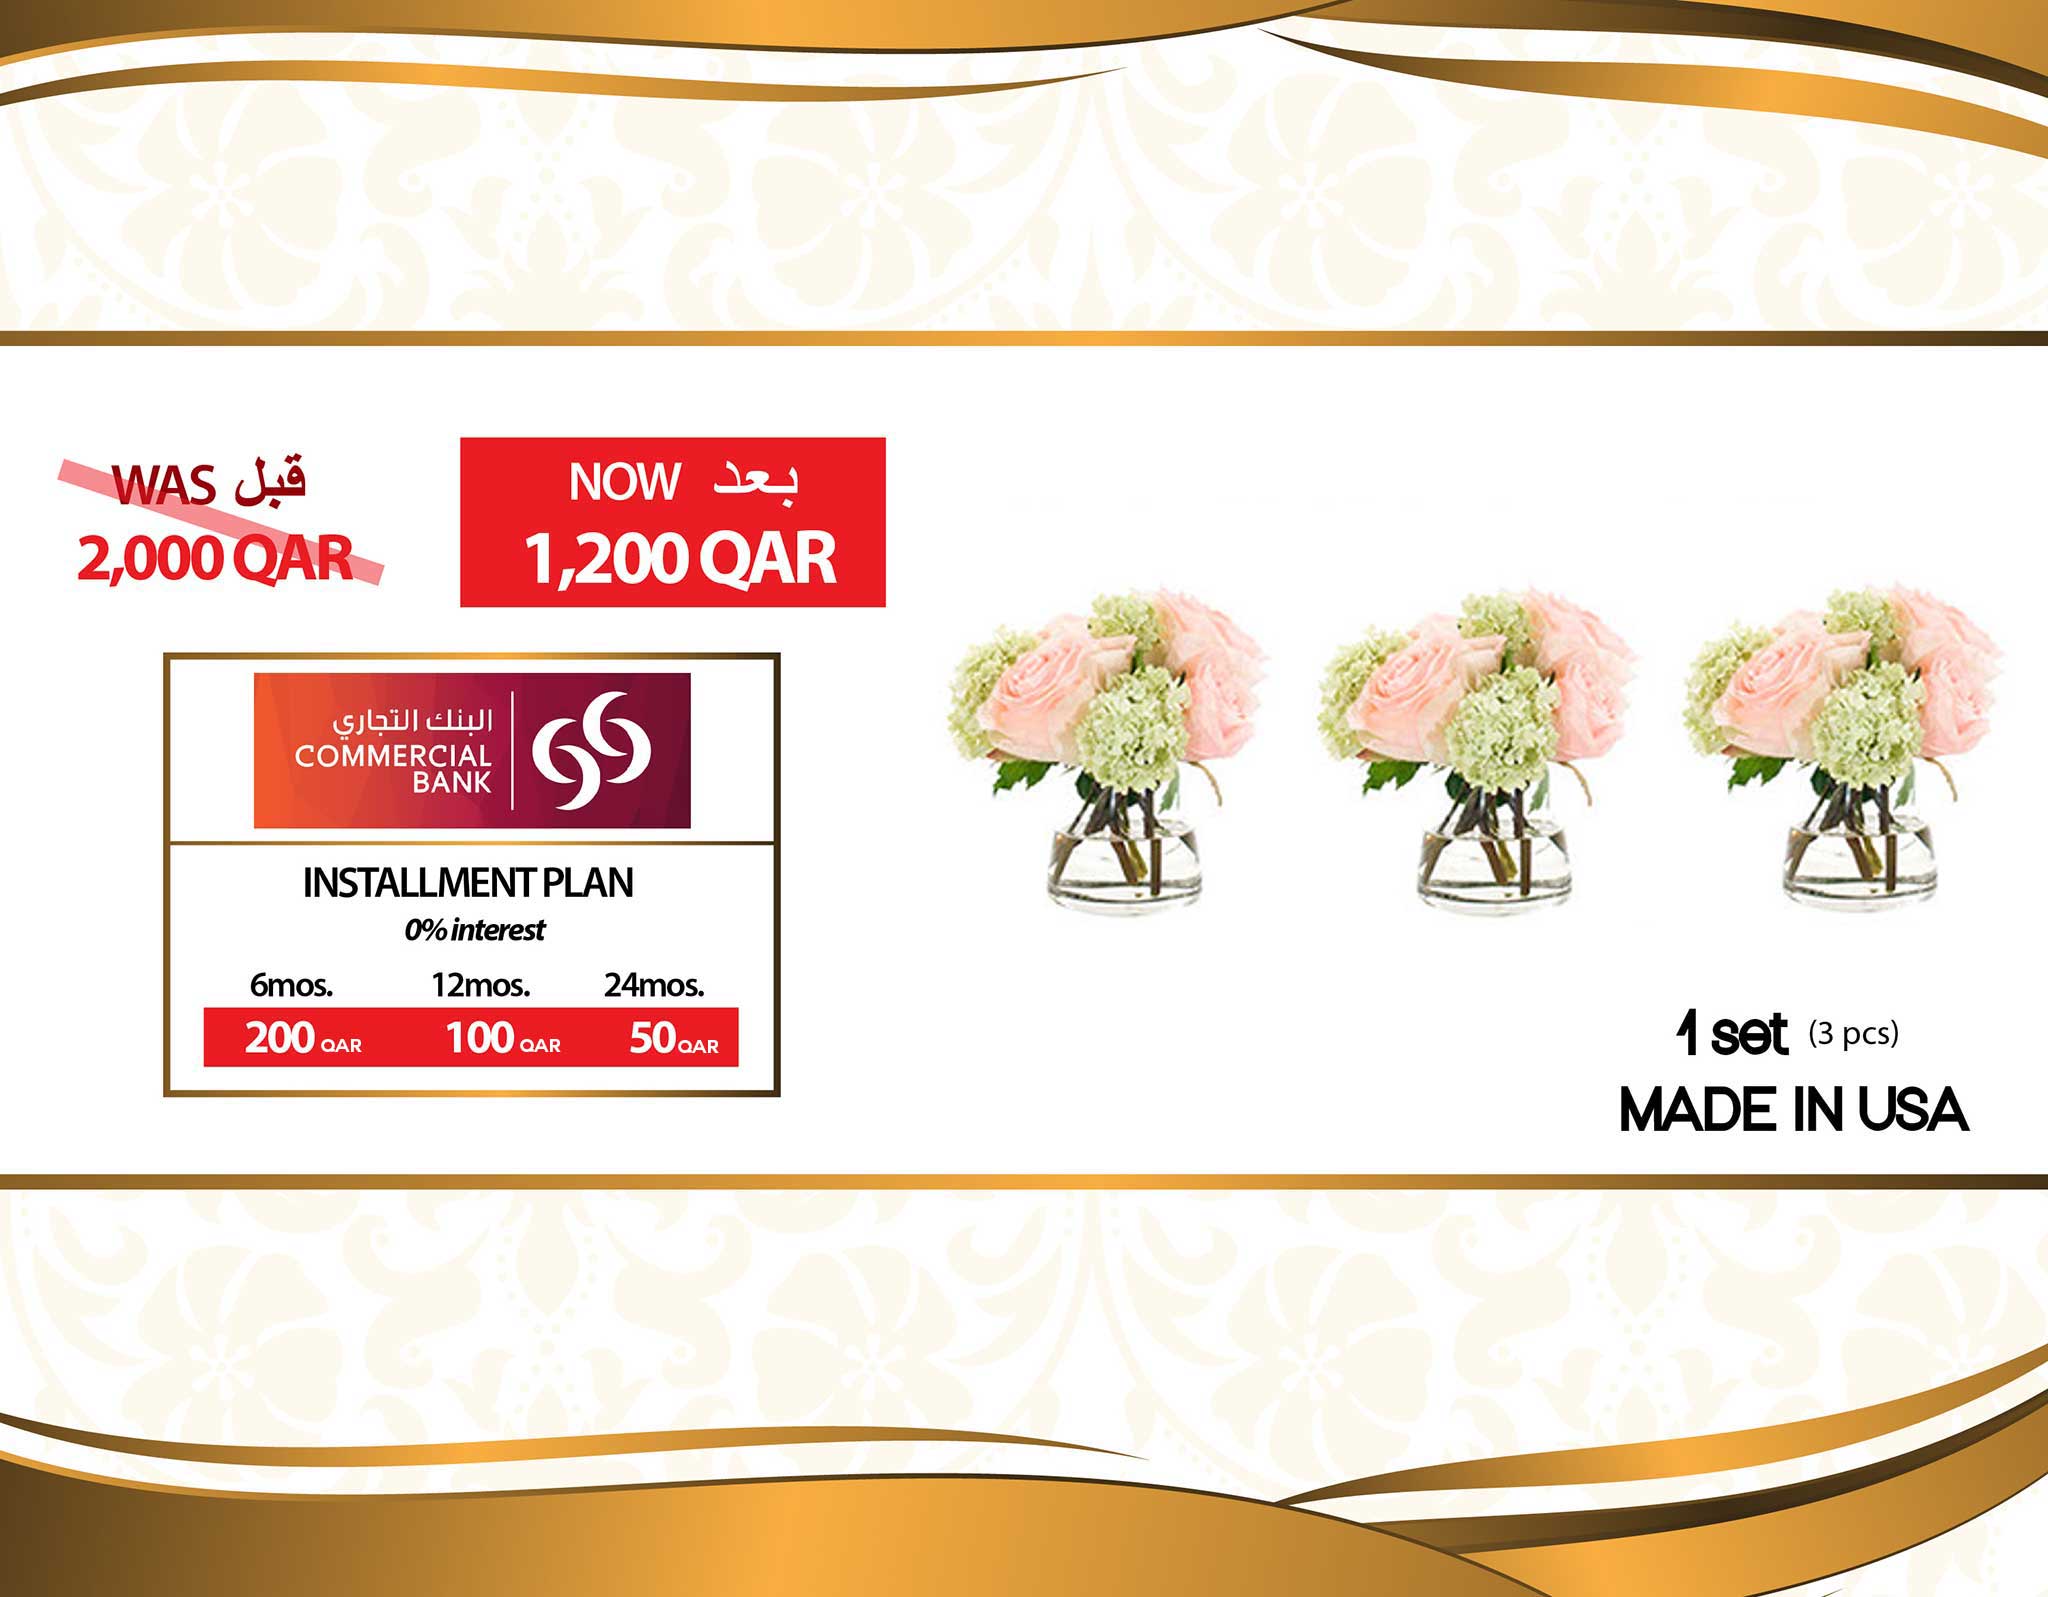 WAS قبل
2,000 QAR
NOW بعد
1,200 QAR
البنك التجاري
COMMERCIAL
BANK
INSTALLMENT PLAN
0% interest
6mos. 12mos. 24mos.
200 QAR 100 QAR 50 QAR
1 set (3 pcs)
MADE IN USA